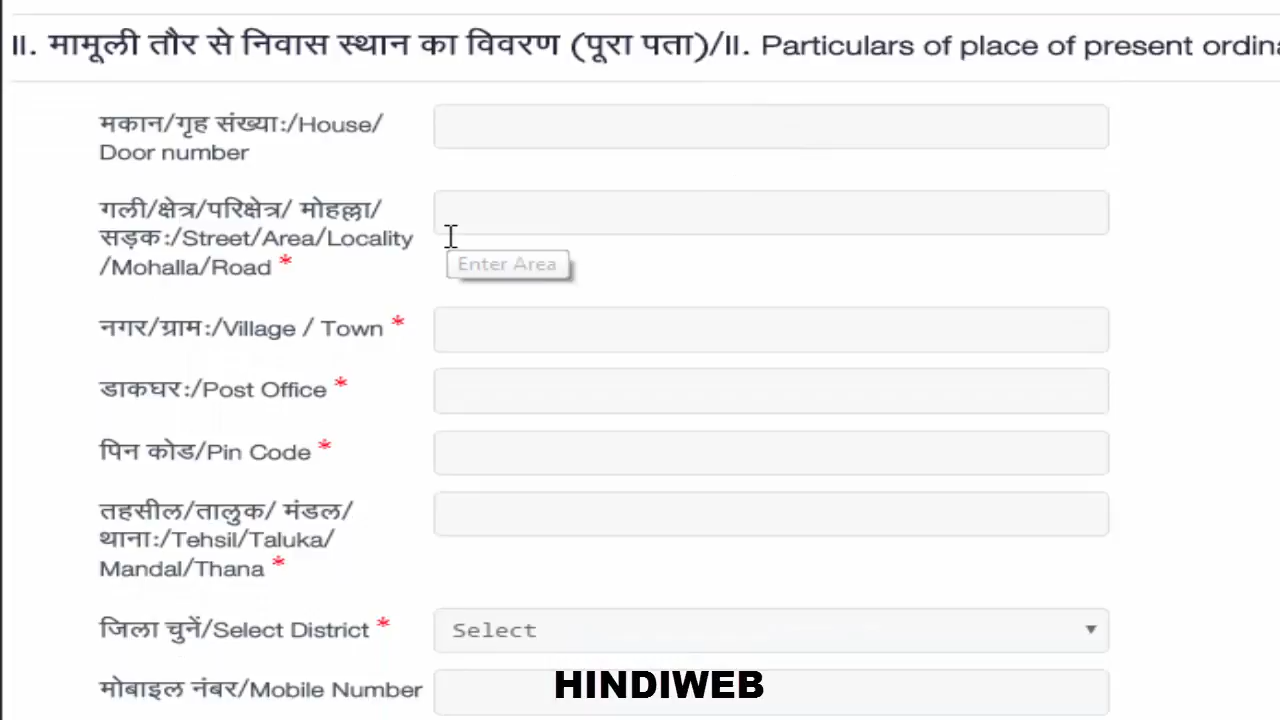 II. मामूली तौर से निवास स्थान का विवरण (पूरा पता)/II. Particulars of place of present
मकान/गृह संख्या:/House/
Door number
गली/क्षेत्र/परिक्षेत्र/ मोहल्ला/
सड़क:/Street/Area/Locality
/Mohalla/Road *
Enter Area
नगर/ग्राम:/Village / Town *
डाकघर:/Post Office *
पिन कोड/Pin Code *
तहसील/तालुक/ मंडल/
थाना:/Tehsil/Taluka/
Mandal/Thana *
जिला चुनें/Select District *
Select
मोबाइल नंबर/Mobile Number
HINDIWEB